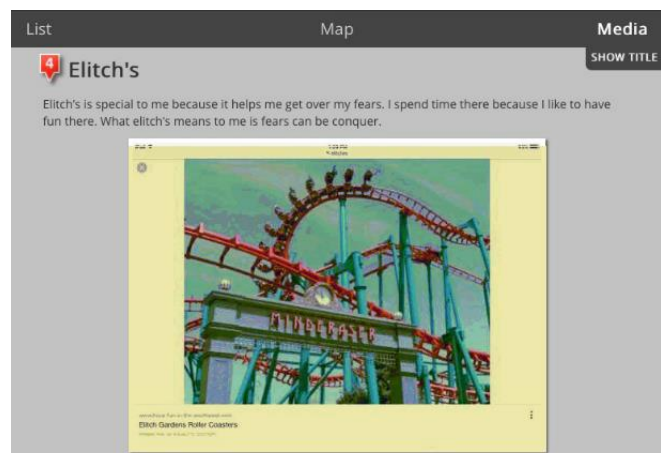 List Map Media
SHOW TITLE
4 Elitch's
Elitch's is special to me because it helps me get over my fears. I spend time there because I like to have
fun there. What elitch's means to me is fears can be conquer.
MINDERASER
Elitch Gardens Roller Coasters